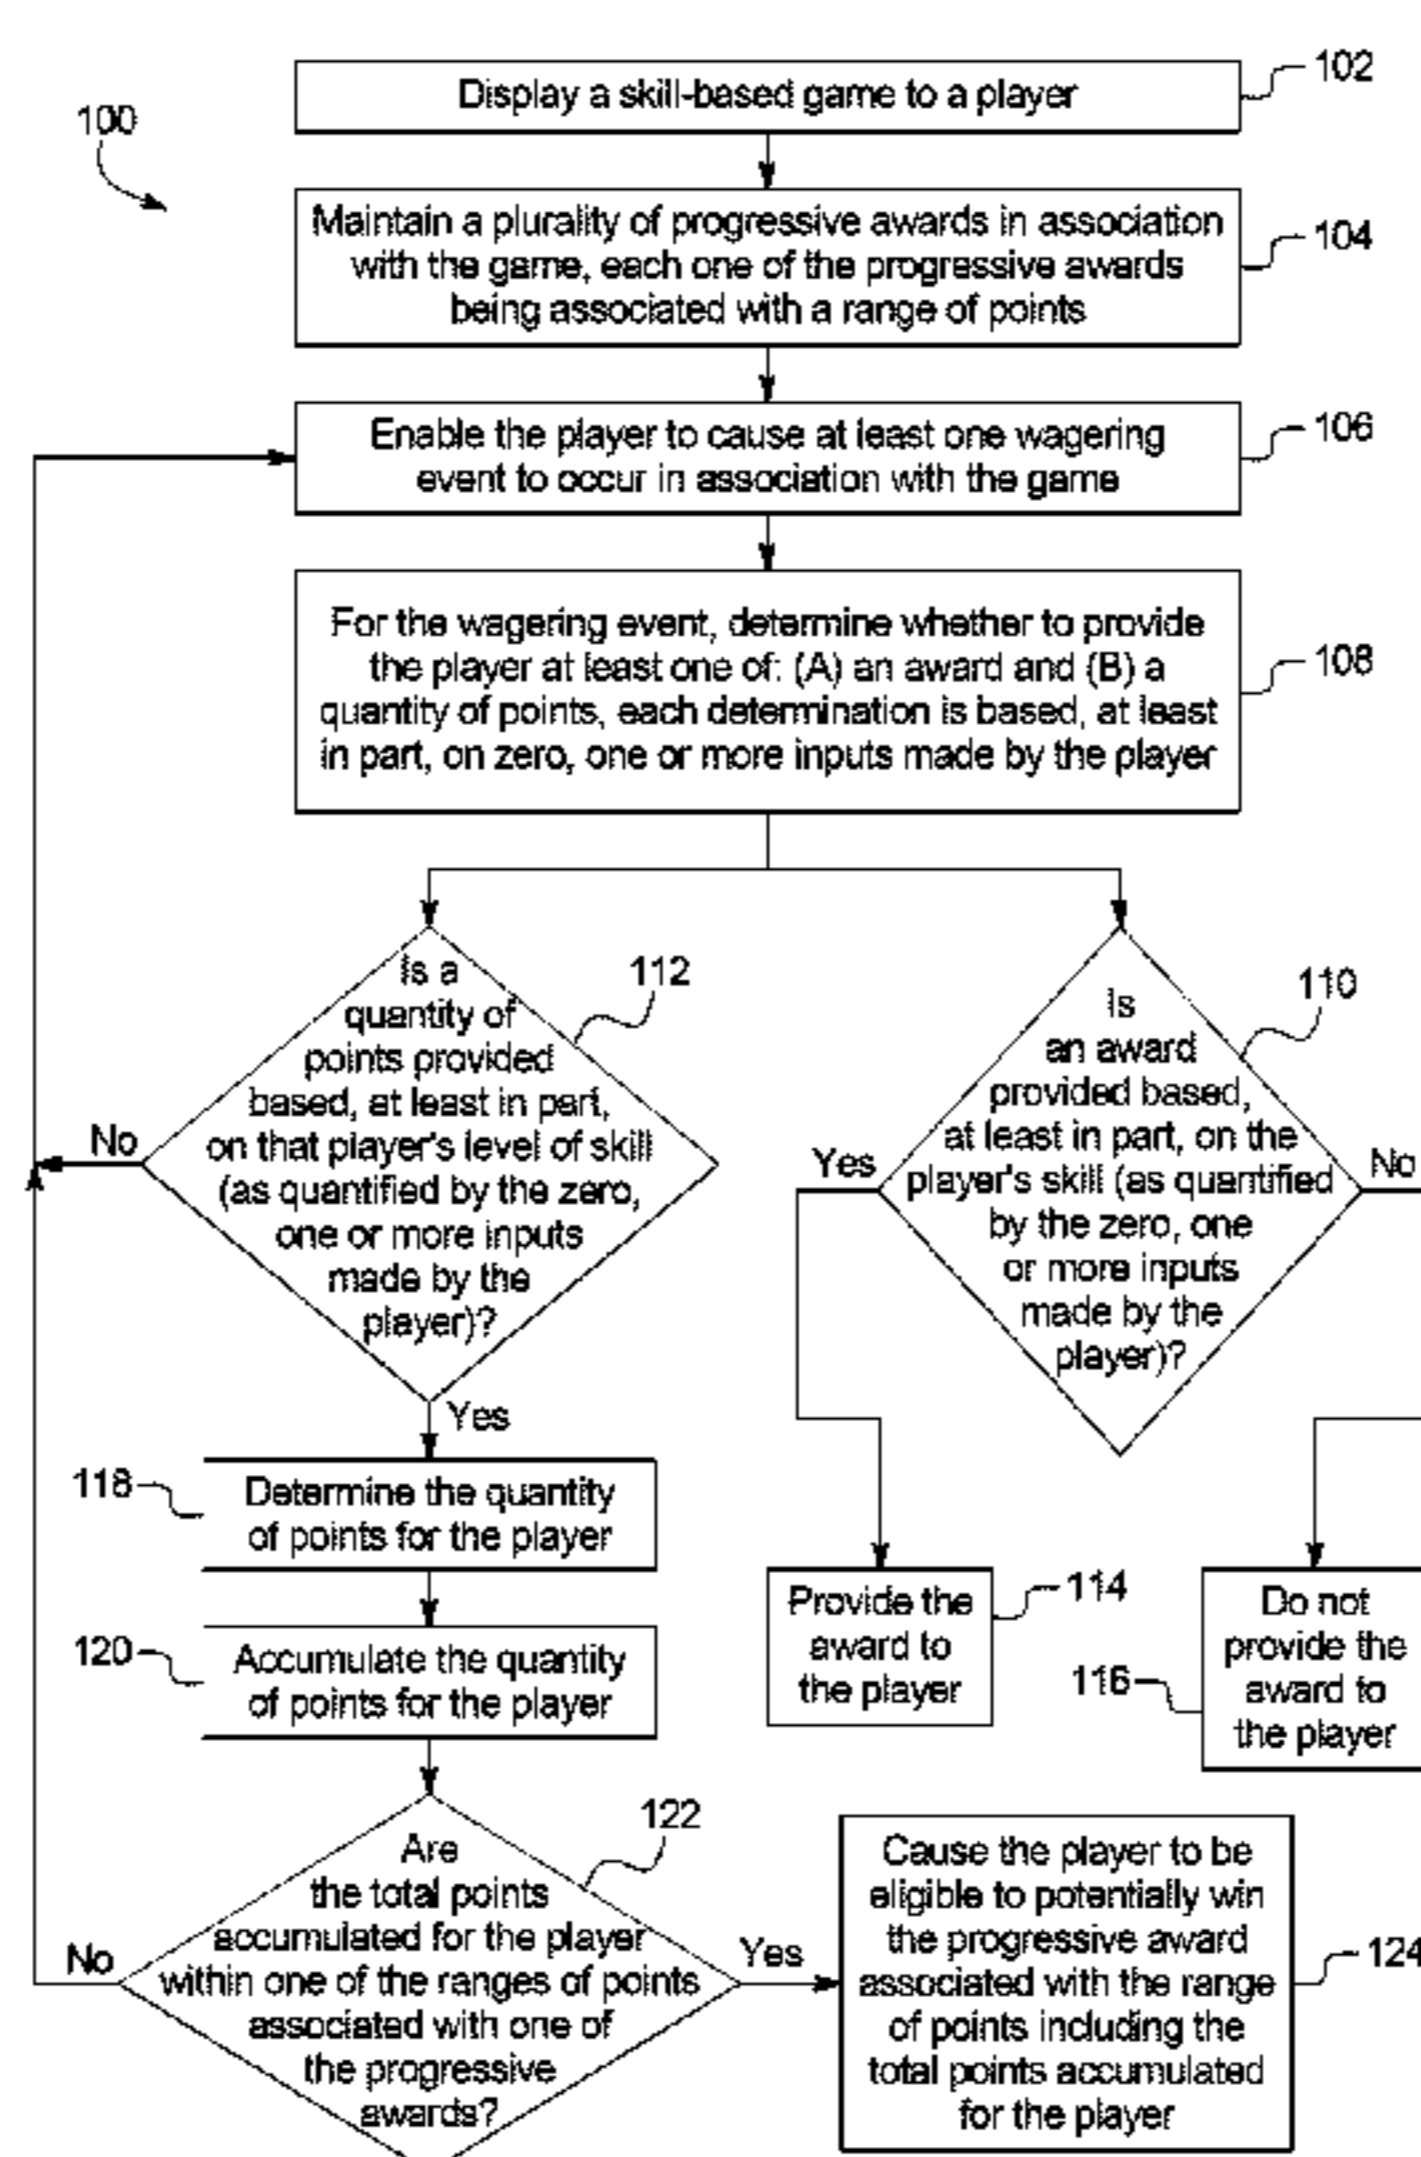 100
Display a skill-based game to a player
102
Maintain a plurality of progressive awards in association
with the game, each one of the progressive awards
being associated with a range of points
104
Enable the player to cause at least one wagering
event to occur in association with the game
106
For the wagering event, determine whether to provide
the player at least one of: (A) an award and (B) a
quantity of points, each determination is based, at least
in part, on zero, one or more inputs made by the player
108
Is a
quantity of
points provided
based, at least in part,
on that player's level of skill
(as quantified by the zero,
one or more inputs
made by the
player)?
112
No
Yes
Is
an award
provided based,
at least in part, on the
player's skill (as quantified
by the zero, one
or more inputs
made by the
player)?
110
Yes
No
118
Determine the quantity
of points for the player
120
Accumulate the quantity
of points for the player
Provide the
award to
the player
114
116
Do not
provide the
award to
the player
Are
the total points
accumulated for the player
within one of the ranges of points
associated with one of
the progressive
awards?
122
No
Yes
Cause the player to be
eligible to potentially win
the progressive award
associated with the range
of points including the
total points accumulated
for the player
124